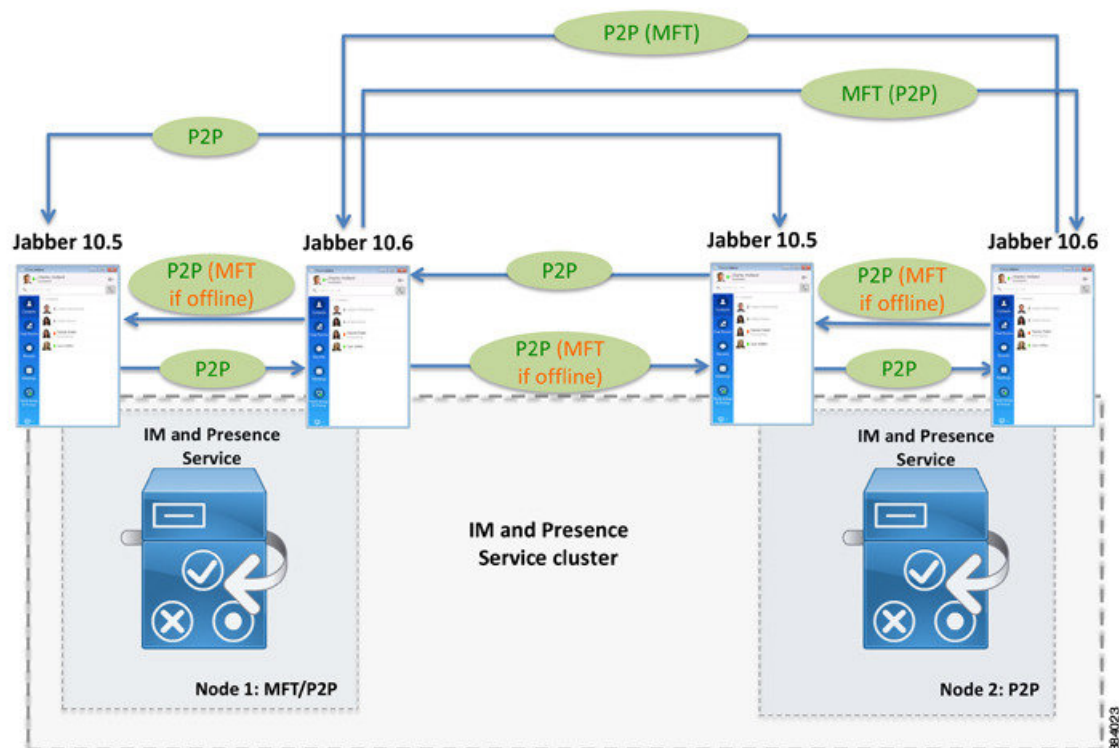 P2P (MFT)
MFT (P2P)
P2P
Jabber 10.5
Jabber 10.6
Jabber 10.5
Jabber 10.6
P2P (MFT
if offline)
P2P
P2P (MFT
if offline)
P2P
P2P (MFT
if offline)
P2P
IM and Presence
Service
IM and Presence
Service cluster
IM and Presence
Service
Node 1: MFT/P2P
Node 2: P2P